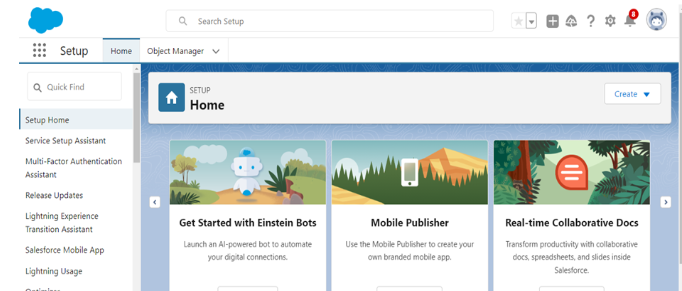 Search Setup
8
Setup
Home
Object Manager
Quick Find
SETUP
Home
Create
Setup Home
Service Setup Assistant
Multi-Factor Authentication
Assistant
Release Updates
Lightning Experience
Transition Assistant
Salesforce Mobile App
Lightning Usage
Optimizer
Get Started with Einstein Bots
Launch an AI-powered bot to automate
your digital connections.
Mobile Publisher
Use the Mobile Publisher to create your
own branded mobile app.
Real-time Collaborative Docs
Transform productivity with collaborative
docs, spreadsheets, and slides inside
Salesforce.